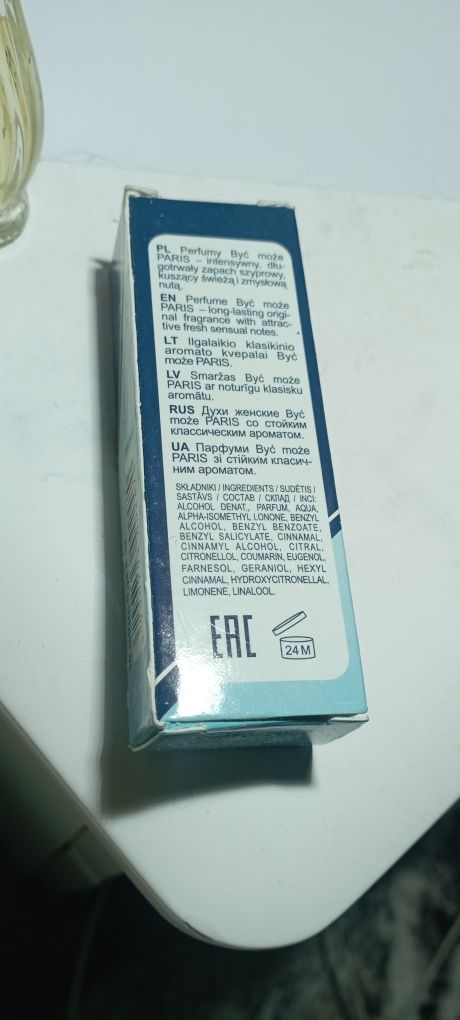 PL Perfumy Być może
PARIS – intensywny, dłu-
gotrwały zapach szyprowy,
kuszący świeżą i zmysłową
nutą.
EN Perfume Być może
PARIS – long-lasting origi-
nal fragrance with attrac-
tive fresh sensual notes.
LT Ilgalaikio klasikinio
aromato kvepalai Być
može PARIS.
LV Smaržas Być može
PARIS ar noturīgu klasisku
aromātu.
RUS Духи женские Być
może PARIS со стойким
классическим ароматом.
UA Парфуми Być może
PARIS зі стійким класич-
ним ароматом.
SKŁADNIKI / INGREDIENTS / SUDĖTIS /
SASTĀVS / СОСТАВ / СКЛАД / INCI:
ALCOHOL DENAT., PARFUM, AQUA,
ALPHA-ISOMETHYL LONONE, BENZYL
ALCOHOL, BENZYL BENZOATE,
BENZYL SALICYLATE, CINNAMAL,
CINNAMYL ALCOHOL, CITRAL,
CITRONELLOL, COUMARIN, EUGENOL,
FARNESOL, GERANIOL, HEXYL
CINNAMAL, HYDROXYCITRONELLAL,
LIMONENE, LINALOOL.
EAC
24 M